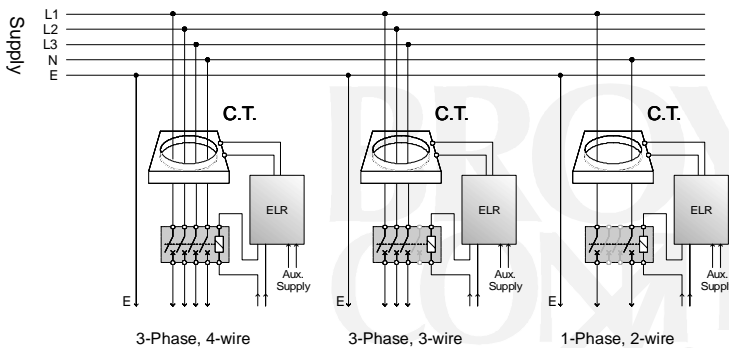 Supply
L1
L2
L3
N
E
C.T.
C.T.
C.T.
ELR
ELR
ELR
Aux.
Supply
Aux.
Supply
Aux.
Supply
E
E
E
3-Phase, 4-wire
3-Phase, 3-wire
1-Phase, 2-wire